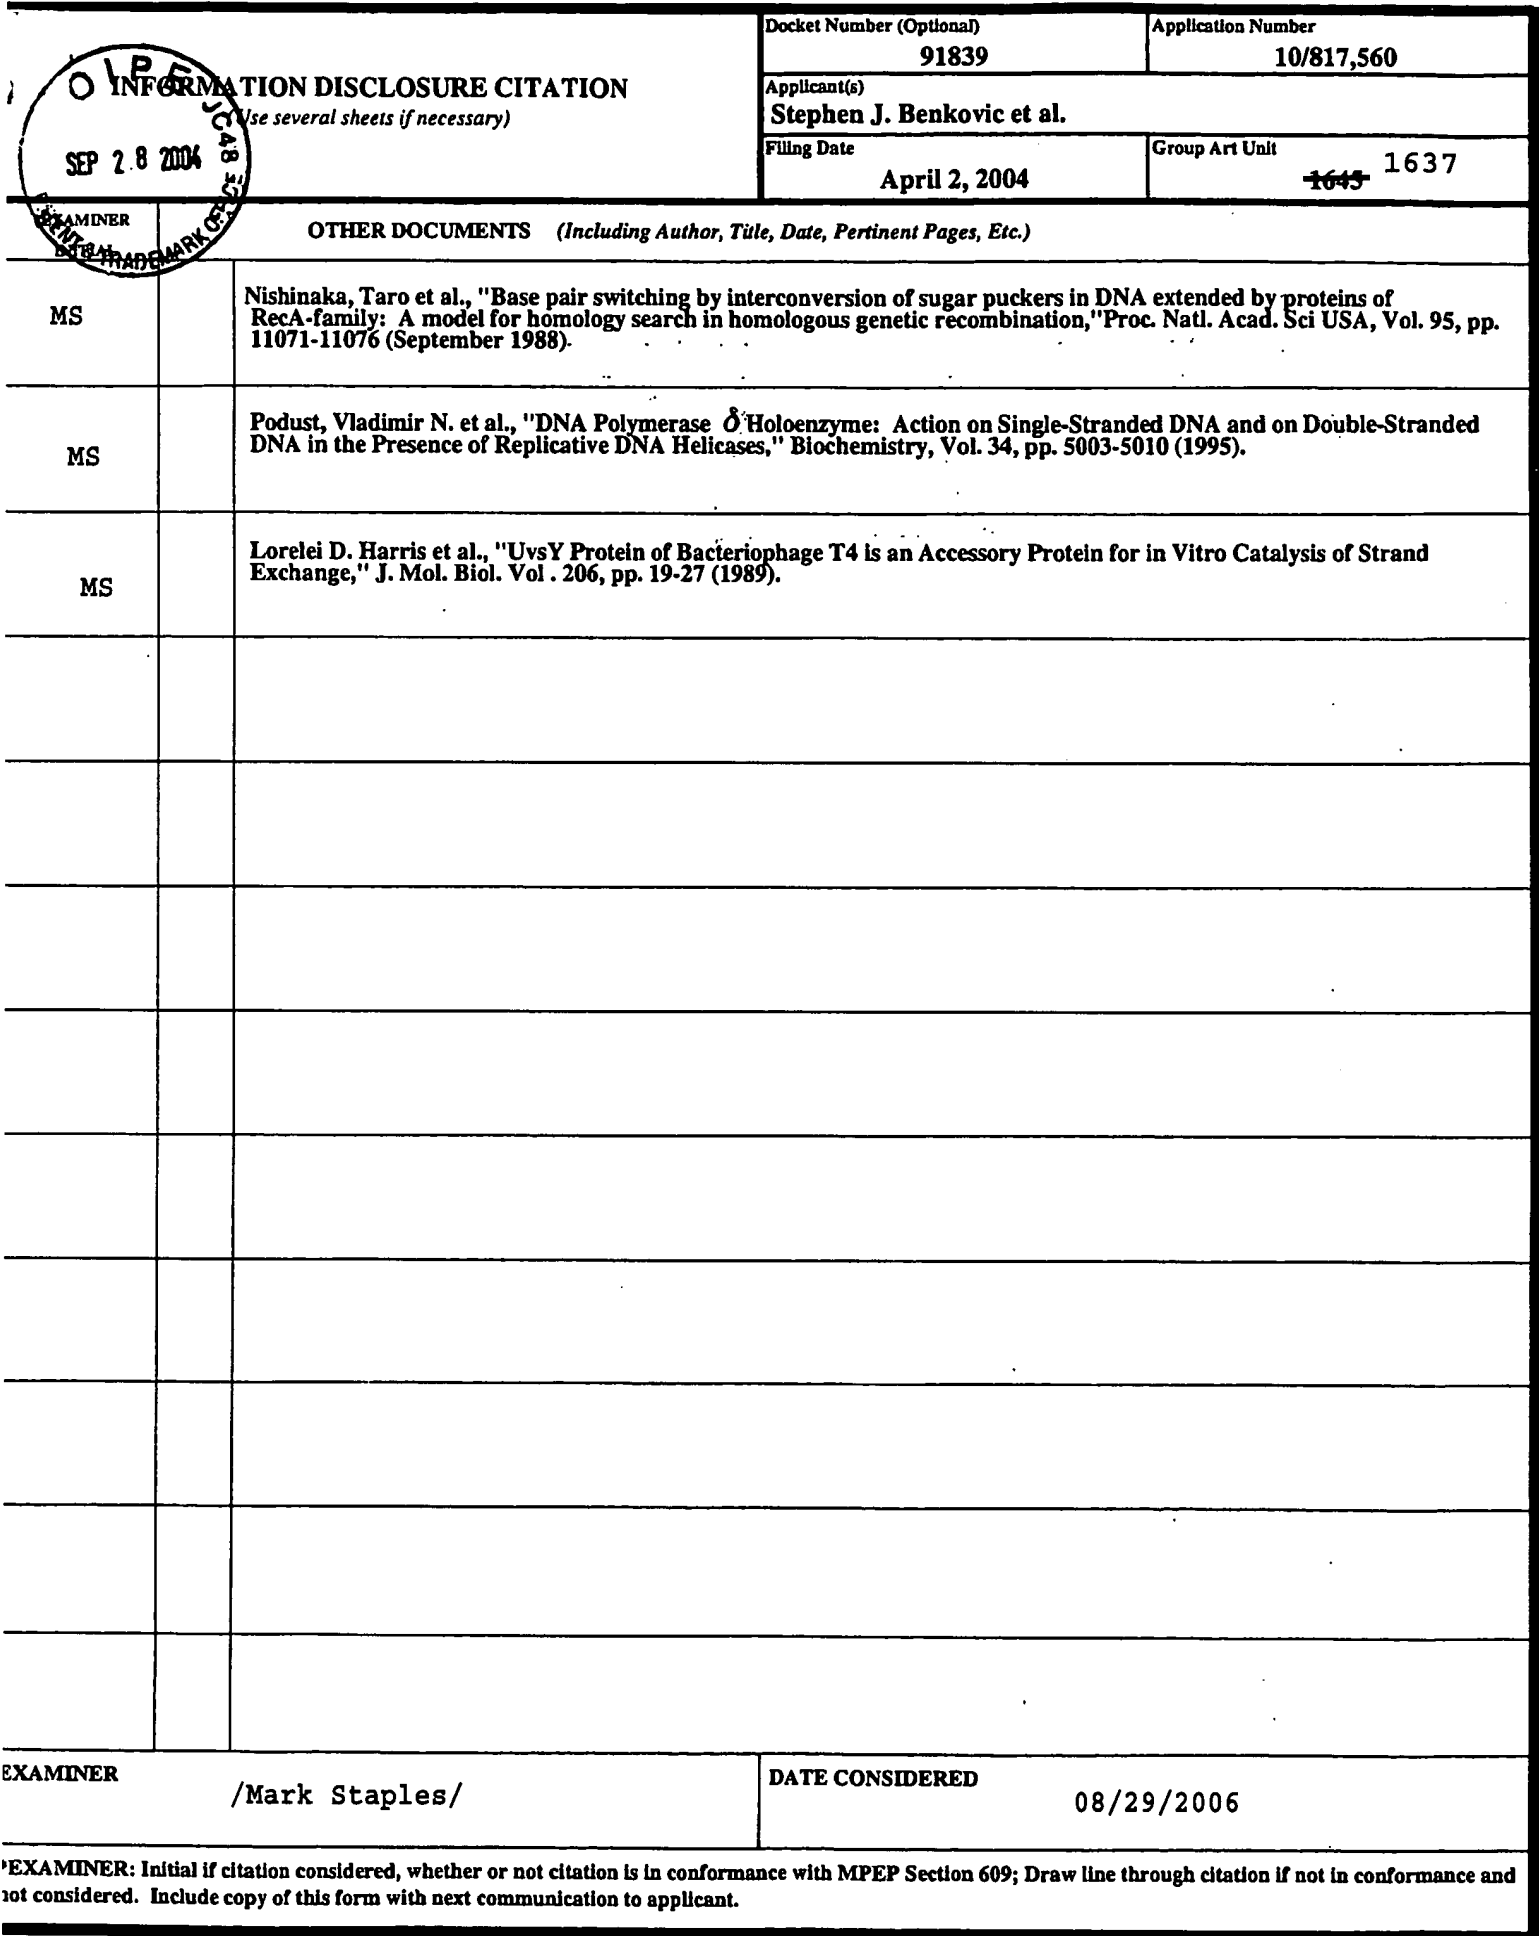 Docket Number (Optional)
91839
Application Number
10/817,560
INFORMATION DISCLOSURE CITATION
(Use several sheets if necessary)
Applicant(s)
Stephen J. Benkovic et al.
Filing Date
April 2, 2004
Group Art Unit
1645 1637
O I P E JC48
SEP 28 2004
PATENT & TRADEMARK OFFICE
EXAMINER
INITIAL
OTHER DOCUMENTS (Including Author, Title, Date, Pertinent Pages, Etc.)
MS
Nishinaka, Taro et al., "Base pair switching by interconversion of sugar puckers in DNA extended by proteins of
RecA-family: A model for homology search in homologous genetic recombination,"Proc. Natl. Acad. Sci USA, Vol. 95, pp.
11071-11076 (September 1988).
MS
Podust, Vladimir N. et al., "DNA Polymerase δ Holoenzyme: Action on Single-Stranded DNA and on Double-Stranded
DNA in the Presence of Replicative DNA Helicases," Biochemistry, Vol. 34, pp. 5003-5010 (1995).
MS
Lorelei D. Harris et al., "UvsY Protein of Bacteriophage T4 is an Accessory Protein for in Vitro Catalysis of Strand
Exchange," J. Mol. Biol. Vol . 206, pp. 19-27 (1989).
EXAMINER
/Mark Staples/
DATE CONSIDERED
08/29/2006
*EXAMINER: Initial if citation considered, whether or not citation is in conformance with MPEP Section 609; Draw line through citation if not in conformance and
not considered. Include copy of this form with next communication to applicant.